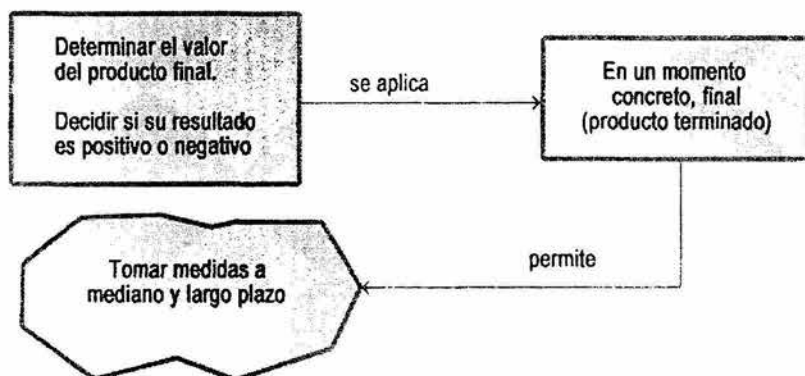 Determinar el valor
del producto final.
Decidir si su resultado
es positivo o negativo
se aplica
En un momento
concreto, final
(producto terminado)
permite
Tomar medidas a
mediano y largo plazo